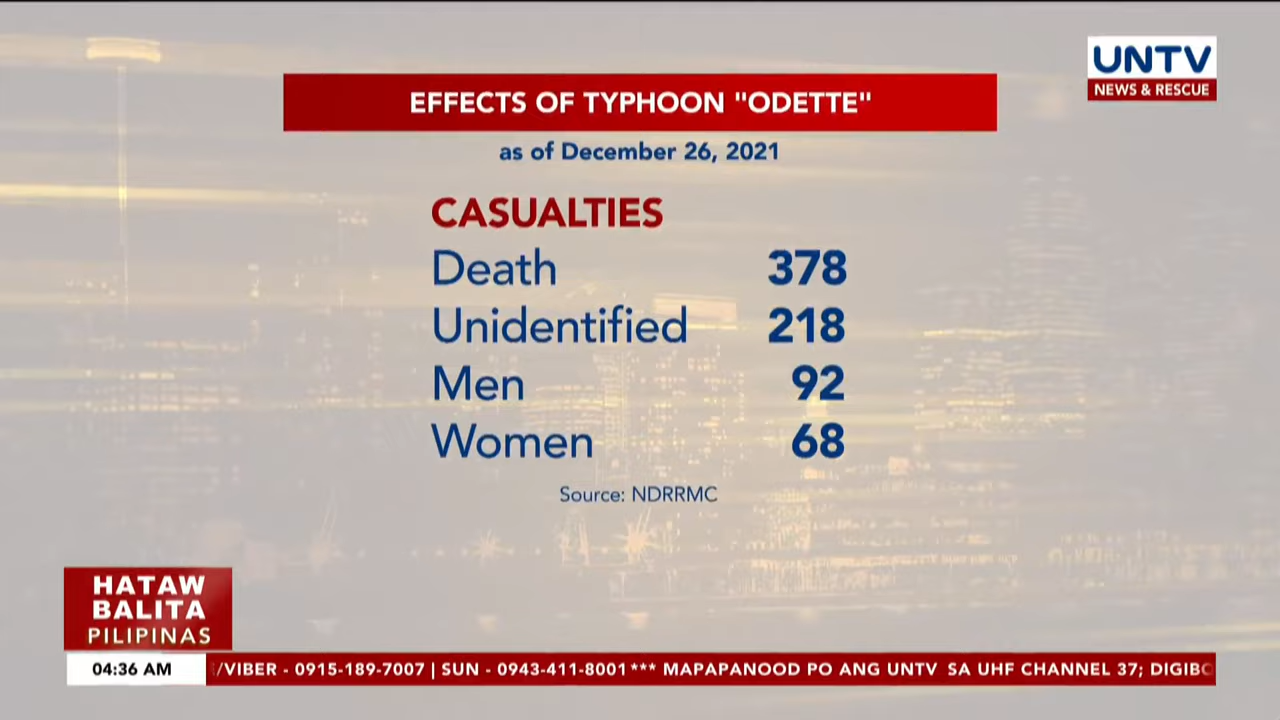 UNTV
NEWS & RESCUE
EFFECTS OF TYPHOON "ODETTE"
as of December 26, 2021
CASUALTIES
Death 378
Unidentified 218
Men 92
Women 68
Source: NDRRMC
HATAW
BALITA
PILIPINAS
04:36 AM
/VIBER - 0915-189-7007 | SUN - 0943-411-8001 *** MAPAPANOOD PO ANG UNTV SA UHF CHANNEL 37; DIGIB